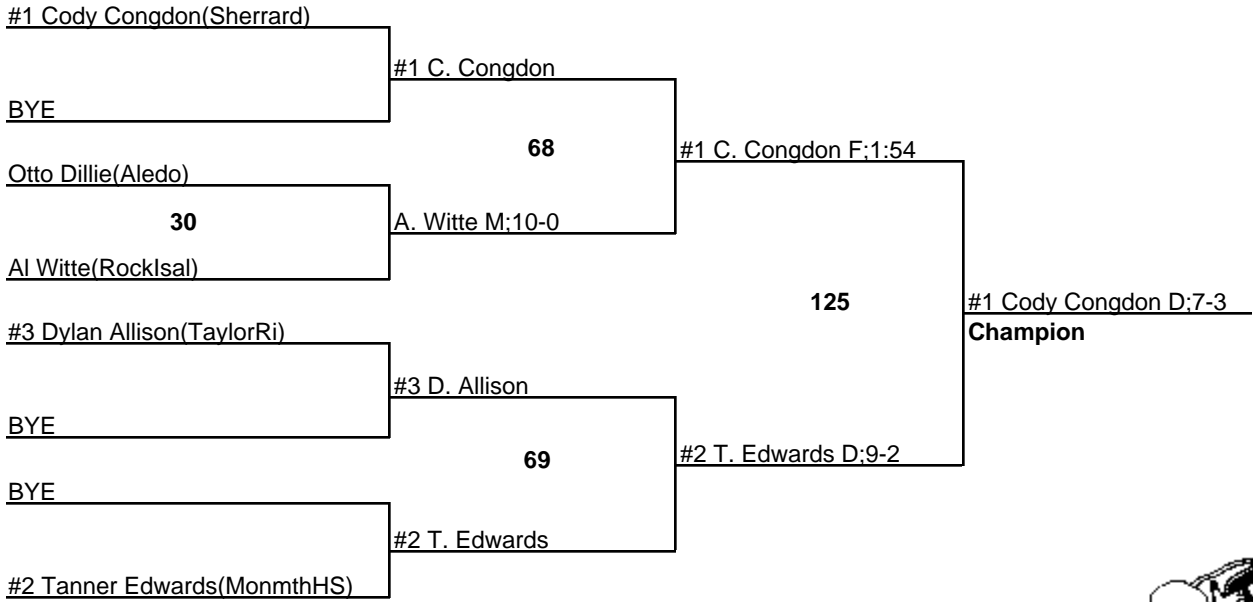 #1 Cody Congdon(Sherrard)
#1 C. Congdon
BYE
68
#1 C. Congdon F;1:54
Otto Dillie(Aledo)
30
A. Witte M;10-0
Al Witte(RockIsal)
125
#1 Cody Congdon D;7-3
Champion
#3 Dylan Allison(TaylorRi)
#3 D. Allison
BYE
69
#2 T. Edwards D;9-2
BYE
#2 T. Edwards
#2 Tanner Edwards(MonmthHS)